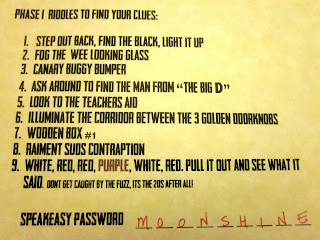 PHASE 1 RIDDLES TO FIND YOUR CLUES:
1. STEP OUT BACK, FIND THE BLACK, LIGHT IT UP
2. FOG THE WEE LOOKING GLASS
3. CANARY BUGGY BUMPER
4. ASK AROUND TO FIND THE MAN FROM "THE BIG D"
5. LOOK TO THE TEACHERS AID
6. ILLUMINATE THE CORRIDOR BETWEEN THE 3 GOLDEN DOORKNOBS
7. WOODEN BOX #1
8. RAIMENT SUDS CONTRAPTION
9. WHITE, RED, RED, PURPLE, WHITE, RED. PULL IT OUT AND SEE WHAT IT
SAID. DONT GET CAUGHT BY THE FUZZ, ITS THE 20S AFTER ALL!
SPEAKEASY PASSWORD MOONSHINE